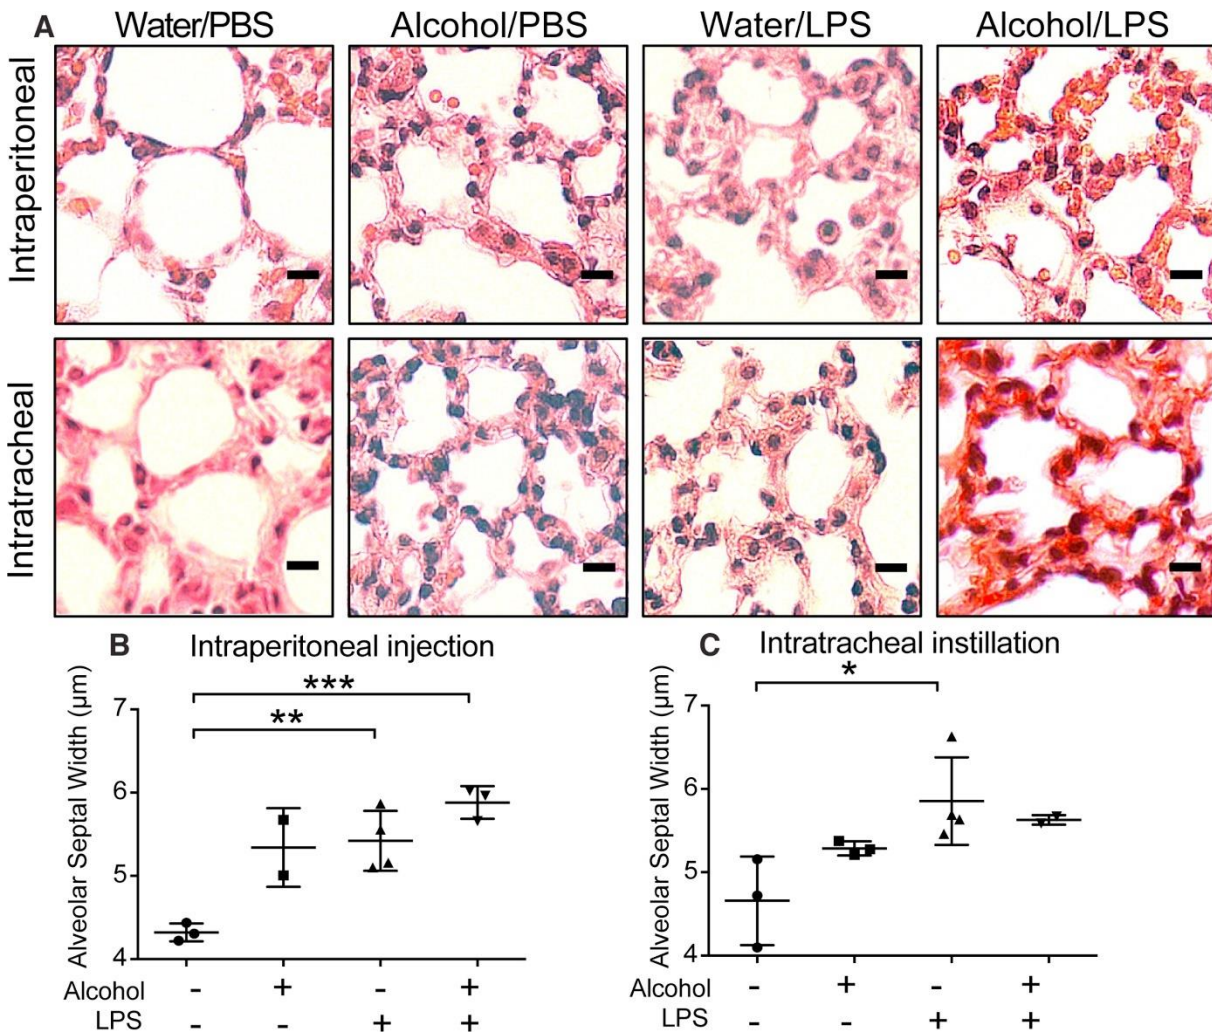 A
Water/PBS Alcohol/PBS Water/LPS Alcohol/LPS
Intraperitoneal
Intratracheal
B Intraperitoneal injection
***
**
Alveolar Septal Width (µm)
7
6
5
4
Alcohol - + - +
LPS - - + +
C Intratracheal instillation
*
Alveolar Septal Width (µm)
7
6
5
4
Alcohol - + - +
LPS - - + +